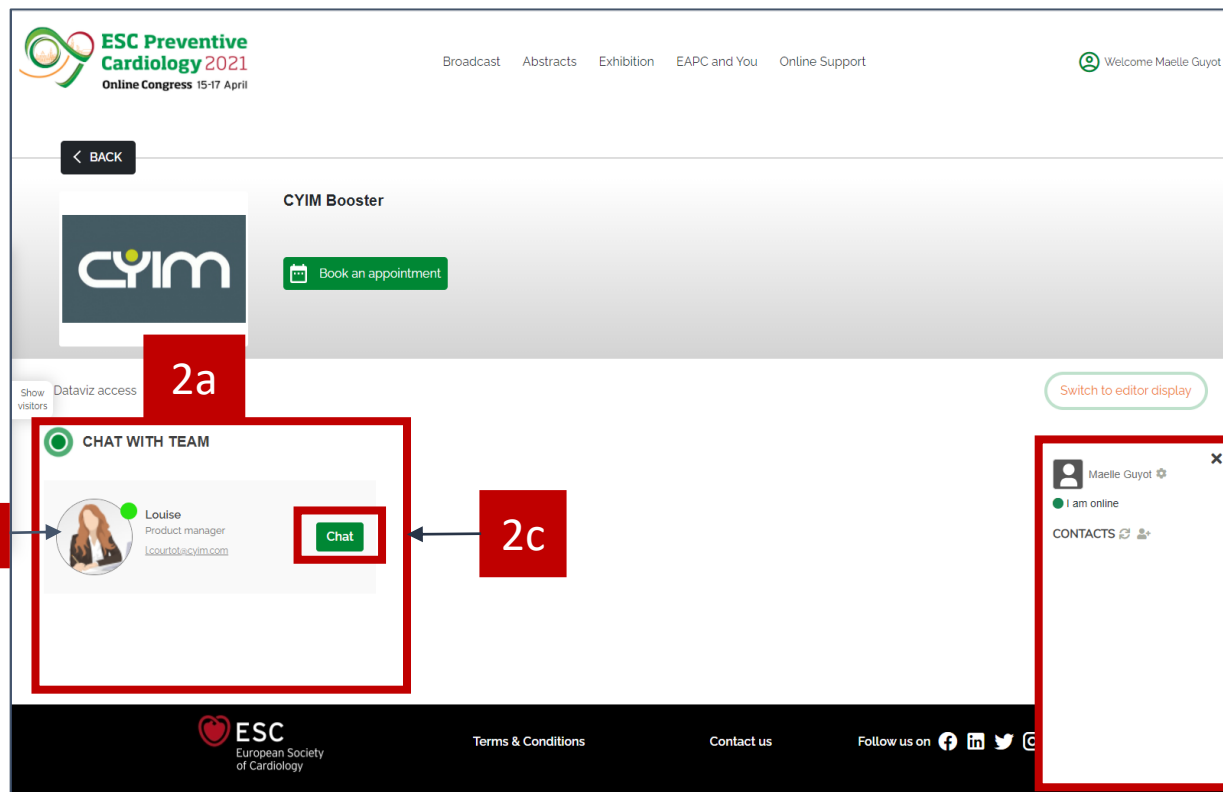 ESC Preventive
Cardiology 2021
Online Congress 15-17 April
Broadcast Abstracts Exhibition EAPC and You Online Support
Welcome Maelle Guyot
BACK
CYIM Booster
CYIM
Book an appointment
2a
Show
visitors
Dataviz access
Switch to editor display
CHAT WITH TEAM
Louise
Product manager
l.courtot@cyim.com
Chat
2c
Maelle Guyot
I am online
CONTACTS
ESC
European Society
of Cardiology
Terms & Conditions
Contact us
Follow us on